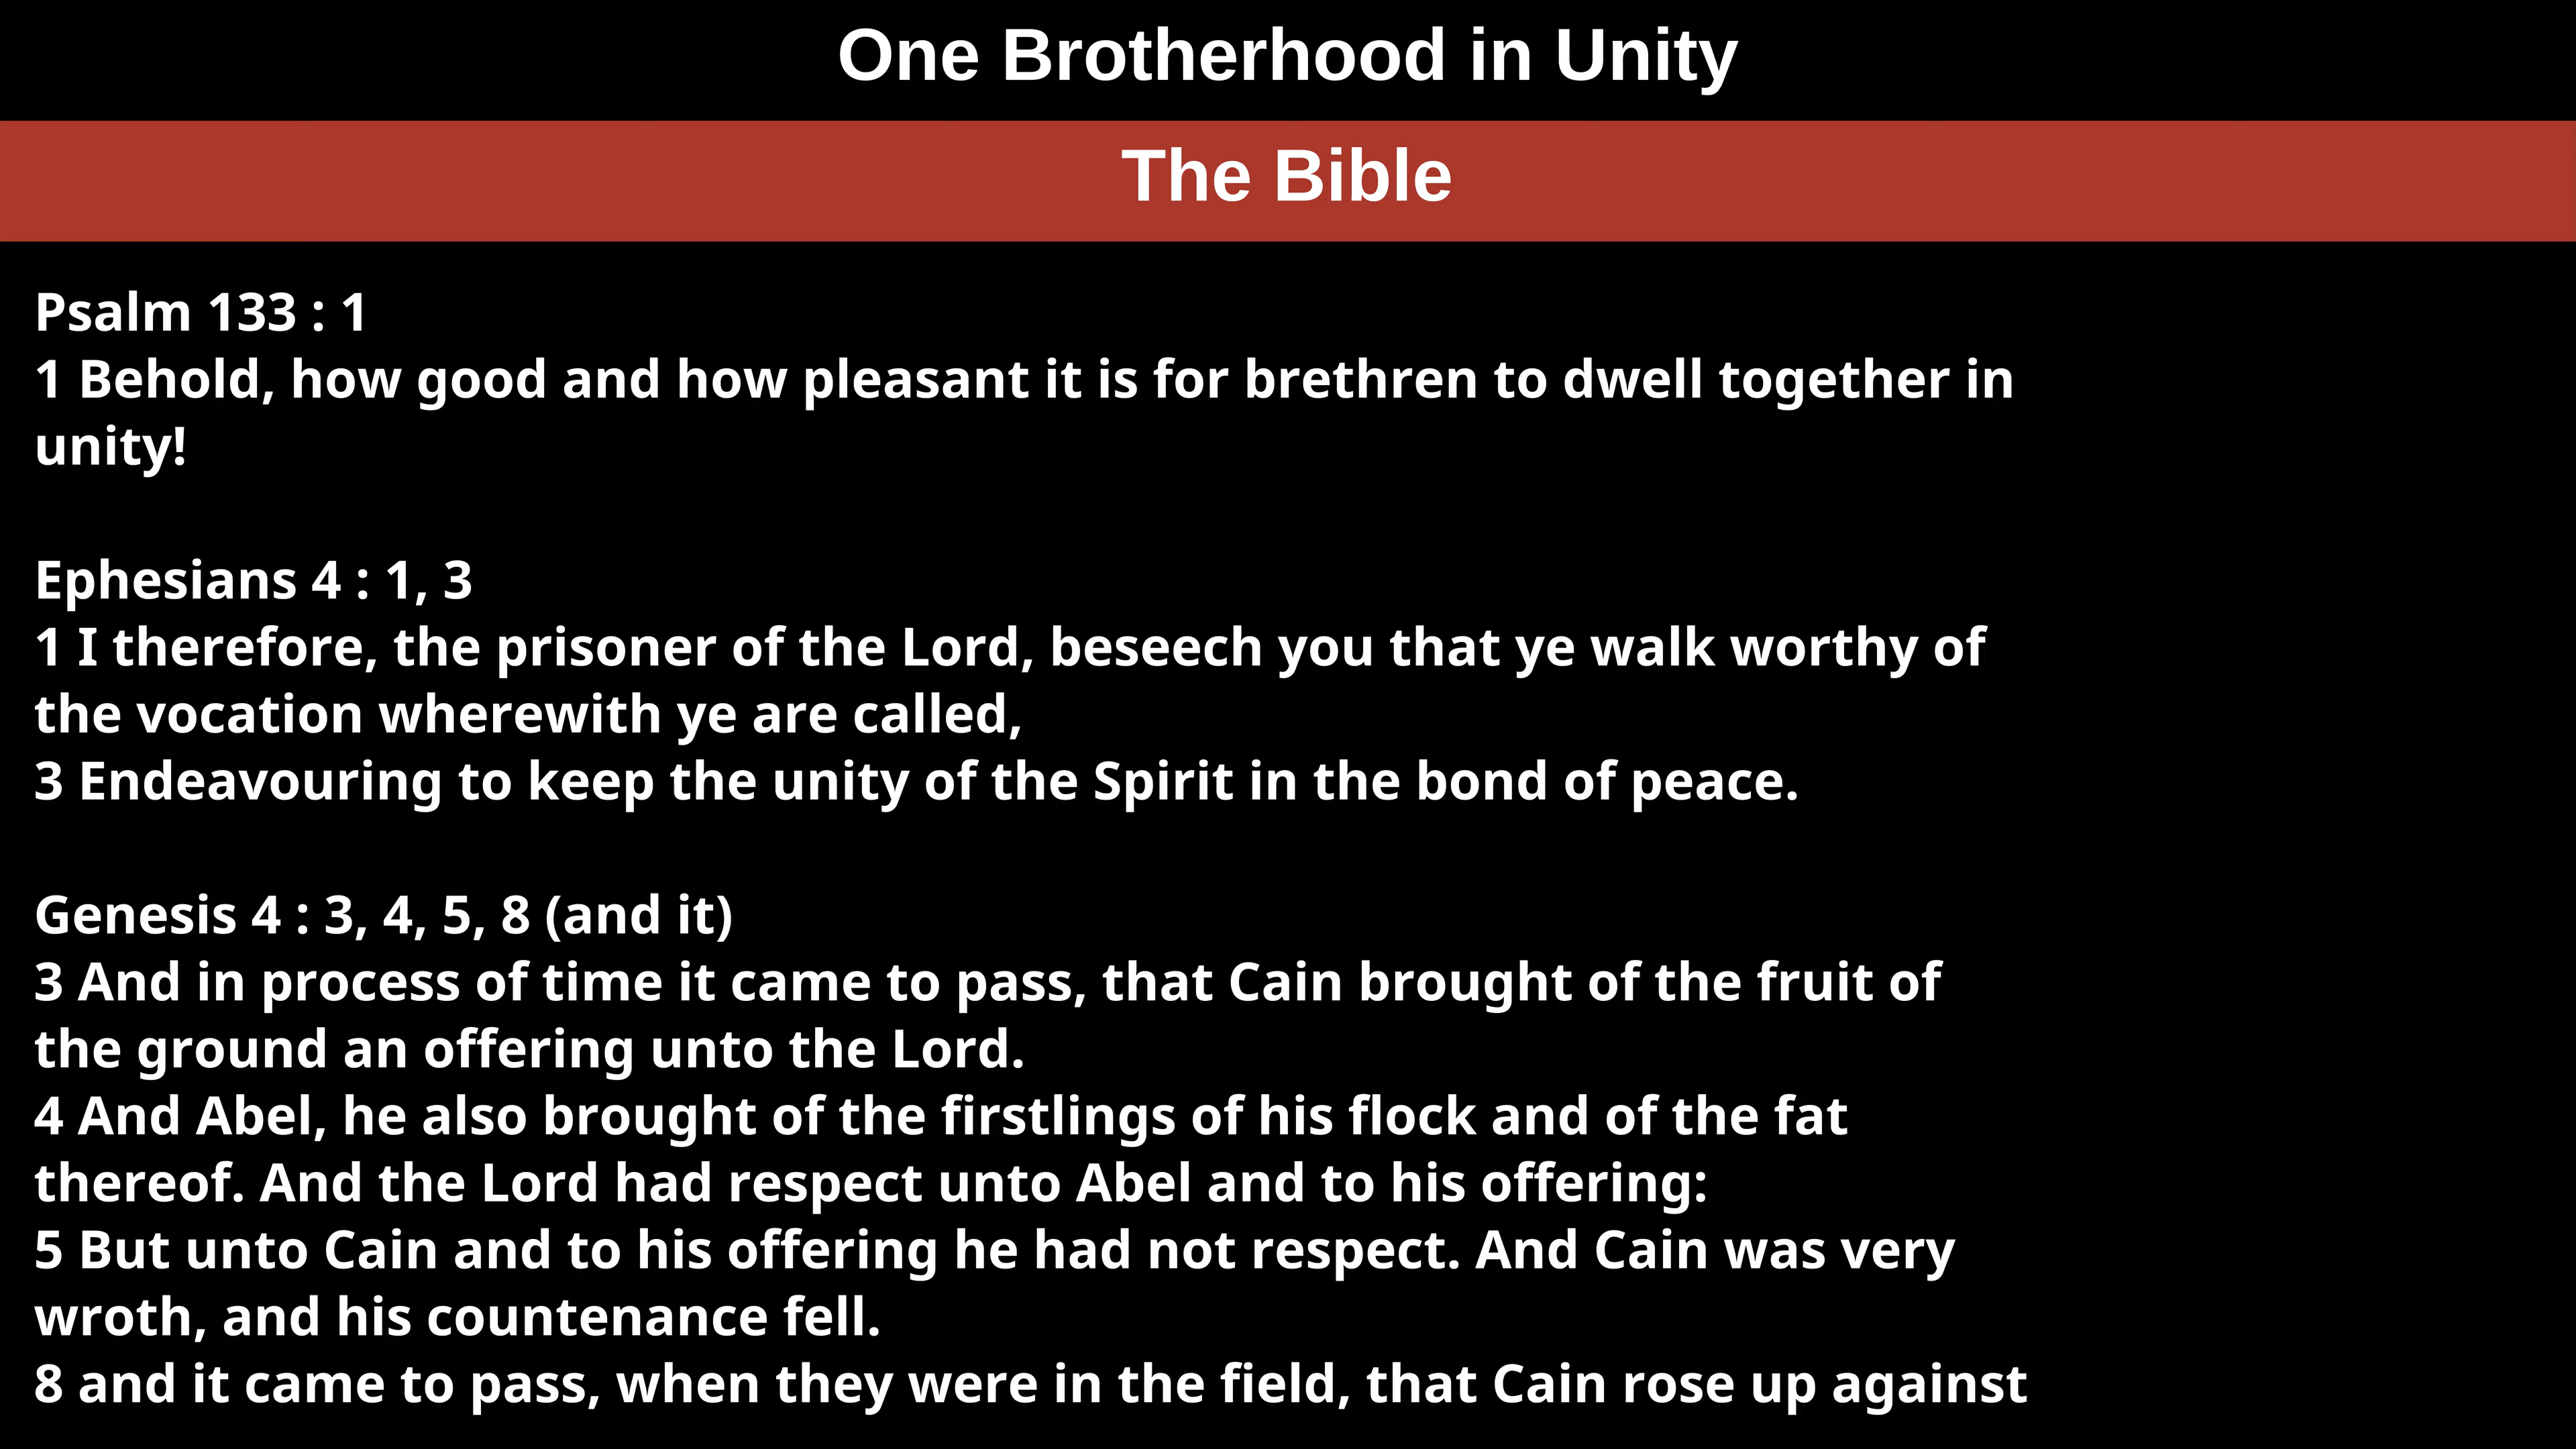 One Brotherhood in Unity
The Bible
Psalm 133 : 1
1 Behold, how good and how pleasant it is for brethren to dwell together in
unity!
Ephesians 4 : 1, 3
1 I therefore, the prisoner of the Lord, beseech you that ye walk worthy of
the vocation wherewith ye are called,
3 Endeavouring to keep the unity of the Spirit in the bond of peace.
Genesis 4 : 3, 4, 5, 8 (and it)
3 And in process of time it came to pass, that Cain brought of the fruit of
the ground an offering unto the Lord.
4 And Abel, he also brought of the firstlings of his flock and of the fat
thereof. And the Lord had respect unto Abel and to his offering:
5 But unto Cain and to his offering he had not respect. And Cain was very
wroth, and his countenance fell.
8 and it came to pass, when they were in the field, that Cain rose up against